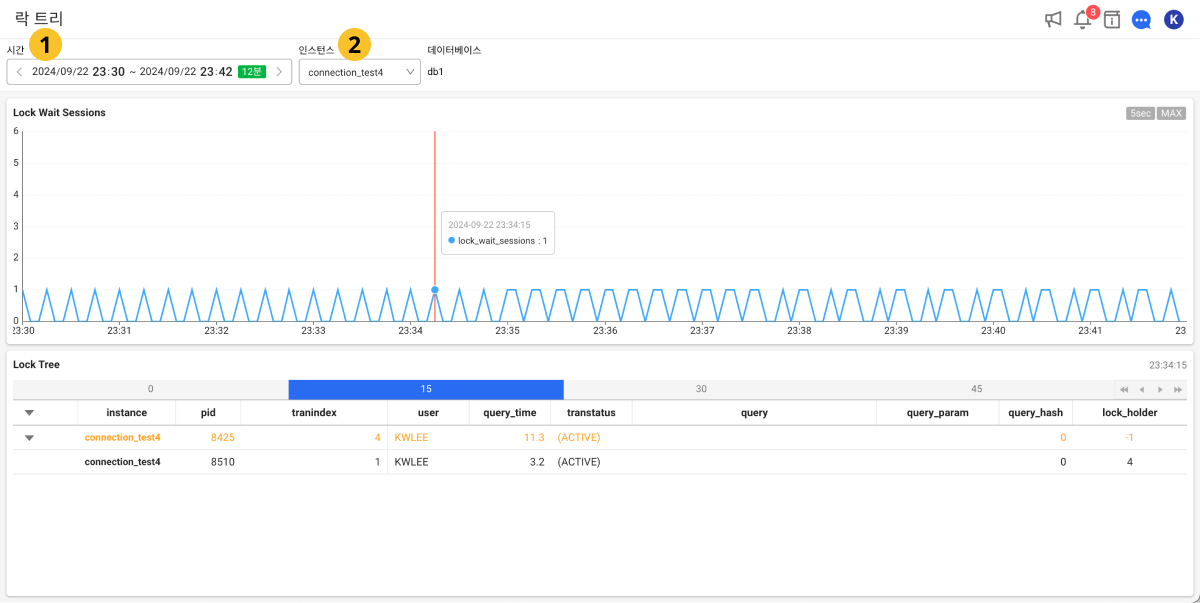 락 트리
8
K
시간
1
인스턴스
2
데이터베이스
2024/09/22 23:30 ~ 2024/09/22 23:42 12분
connection_test4
db1
Lock Wait Sessions
5sec MAX
6
5
4
3
2
1
0
2024-09-22 23:34:15
lock_wait_sessions : 1
23:30 23:31 23:32 23:33 23:34 23:35 23:36 23:37 23:38 23:39 23:40 23:41 23
Lock Tree
23:34:15
0 15 30 45
instance pid tranindex user query_time transtatus query query_param query_hash lock_holder
connection_test4 8425 4 KWLEE 11.3 (ACTIVE) 0 -1
connection_test4 8510 1 KWLEE 3.2 (ACTIVE) 0 4